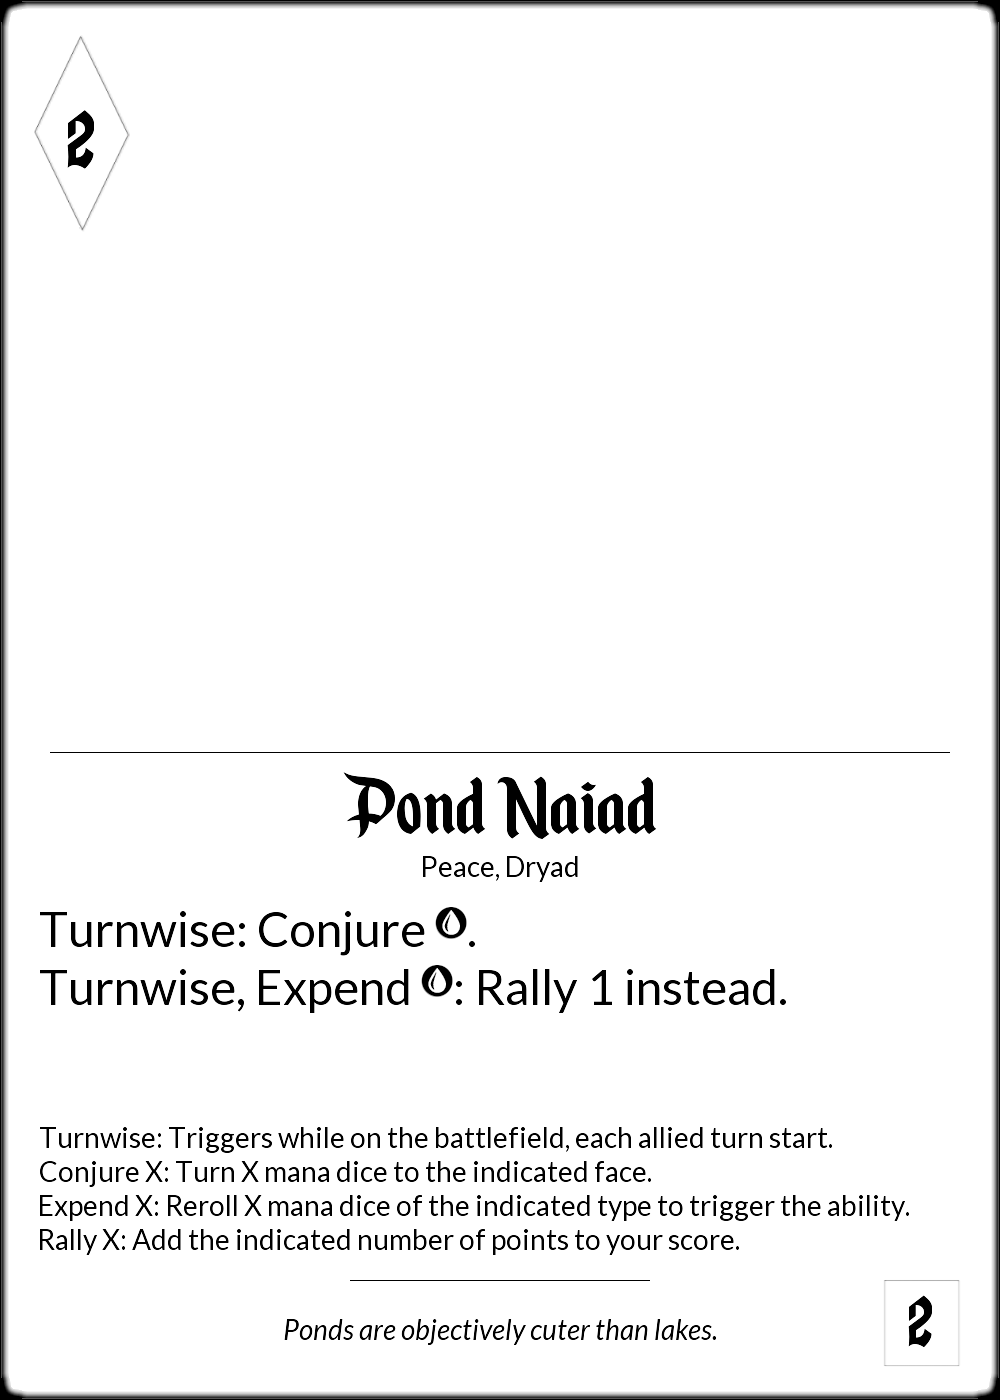 2
Pond Naiad
Peace, Dryad
Turnwise: Conjure .
Turnwise, Expend : Rally 1 instead.
Turnwise: Triggers while on the battlefield, each allied turn start.
Conjure X: Turn X mana dice to the indicated face.
Expend X: Reroll X mana dice of the indicated type to trigger the ability.
Rally X: Add the indicated number of points to your score.
Ponds are objectively cuter than lakes.
2